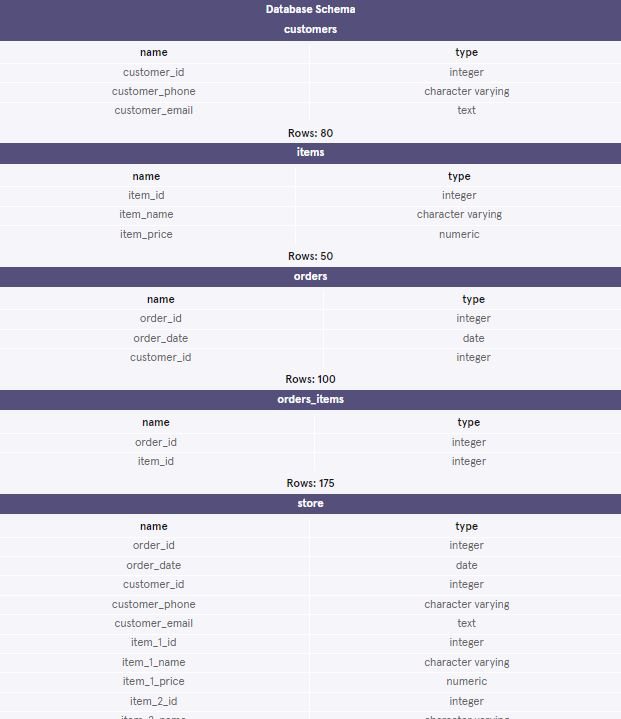 Database Schema
customers
name type
customer_id integer
customer_phone character varying
customer_email text
Rows: 80
items
name type
item_id integer
item_name character varying
item_price numeric
Rows: 50
orders
name type
order_id integer
order_date date
customer_id integer
Rows: 100
orders_items
name type
order_id integer
item_id integer
Rows: 175
store
name type
order_id integer
order_date date
customer_id integer
customer_phone character varying
customer_email text
item_1_id integer
item_1_name character varying
item_1_price numeric
item_2_id integer